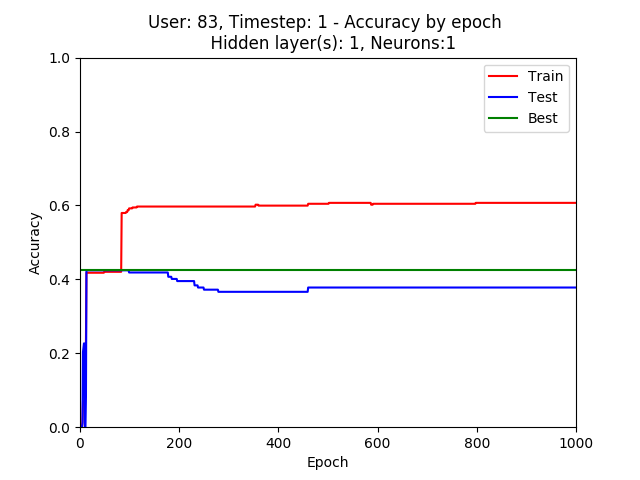 User: 83, Timestep: 1 - Accuracy by epoch
Hidden layer(s): 1, Neurons:1
Train
Test
Best
1.0
0.8
0.6
0.4
0.2
0.0
Accuracy
0 200 400 600 800 1000
Epoch